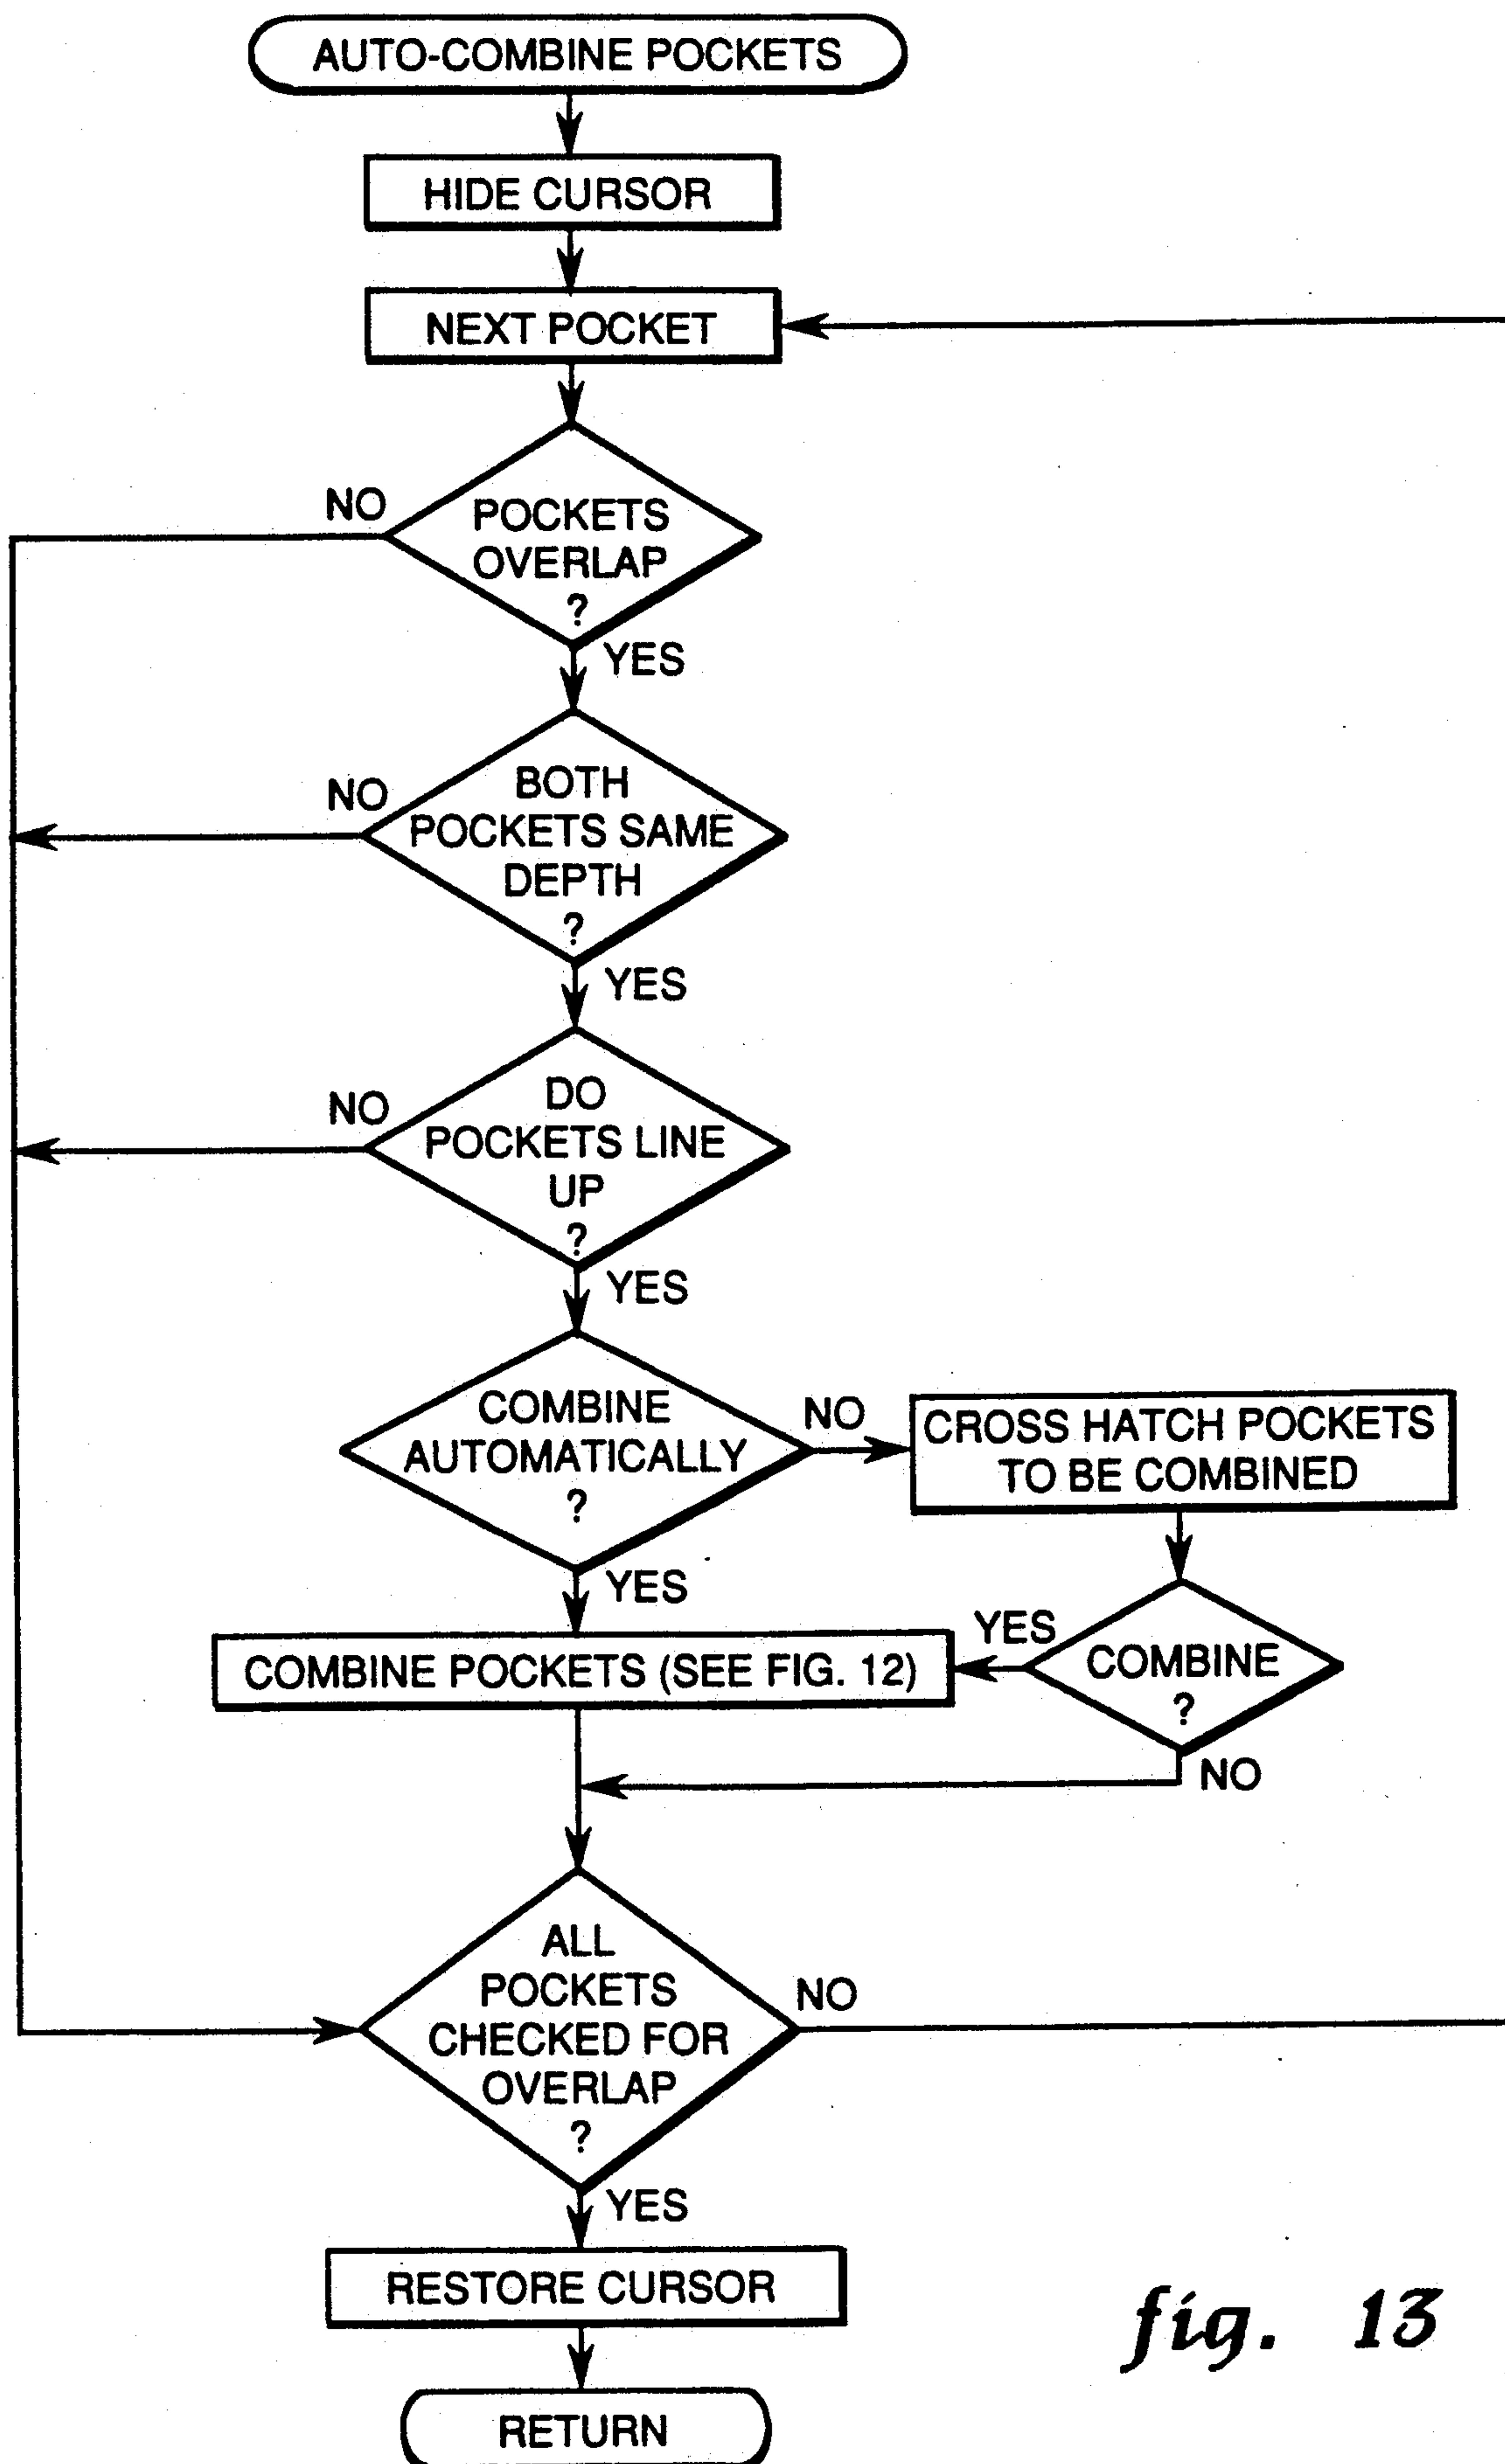 AUTO-COMBINE POCKETS
HIDE CURSOR
NEXT POCKET
NO
POCKETS
OVERLAP
?
YES
NO
BOTH
POCKETS SAME
DEPTH
?
YES
NO
DO
POCKETS LINE
UP
?
YES
COMBINE
AUTOMATICALLY
?
NO
CROSS HATCH POCKETS
TO BE COMBINED
YES
COMBINE POCKETS (SEE FIG. 12)
YES
COMBINE
?
NO
ALL
POCKETS
CHECKED FOR
OVERLAP
?
NO
YES
RESTORE CURSOR
RETURN
fig. 13